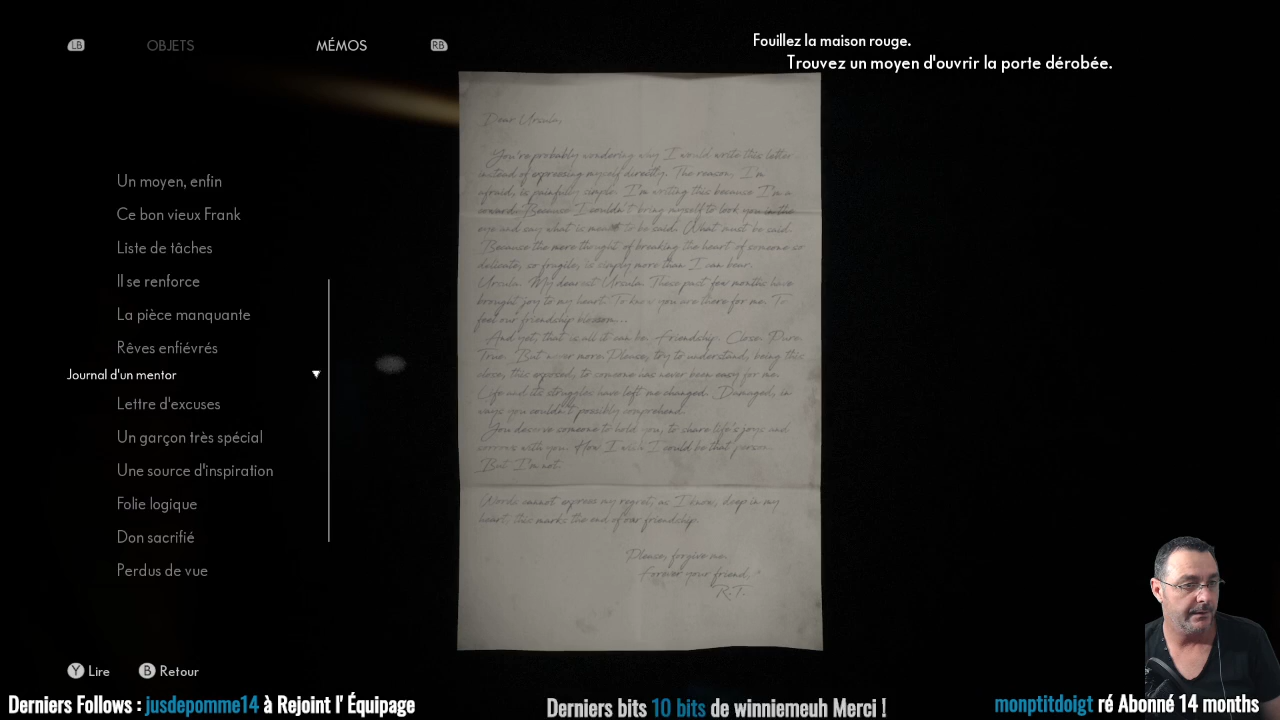 LB
OBJETS
MÉMOS
RB
Fouillez la maison rouge.
Trouvez un moyen d'ouvrir la porte dérobée.
Un moyen, enfin
Ce bon vieux Frank
Liste de tâches
Il se renforce
La pièce manquante
Rêves enfiévrés
Journal d'un mentor
Lettre d'excuses
Un garçon très spécial
Une source d'inspiration
Folie logique
Don sacrifié
Perdus de vue
Dear Ursula,
You're probably wondering why I would write this letter
instead of expressing myself directly. The reason, I'm
afraid, is painfully simple. I'm writing this because I'm a
coward. Because I couldn't bring myself to look you in the
eye and say what is meant to be said. What must be said.
Because the mere thought of breaking the heart of someone so
delicate, so fragile, is simply more than I can bear.
Ursula. My dearest Ursula. These past few months have
brought joy to my heart. To know you are there for me. To
feel our friendship blossom...
And yet, that is all it can be. Friendship. Close. Pure.
True. But never more. Please, try to understand, being this
close, this exposed, to someone has never been easy for me.
Life and its struggles have left me changed. Damaged, in
ways you couldn't possibly comprehend.
You deserve someone to hold you, to share life's joys and
sorrows with you. How I wish I could be that person.
But I'm not.
Words cannot express my regret, as I know, deep in my
heart, this marks the end of our friendship.
Please, forgive me.
Forever your friend,
R.T.
Y Lire
B Retour
Derniers Follows : jusdepomme14 à Rejoint l' Équipage
Derniers bits 10 bits de winniemeuh Merci !
monptitdoigt ré Abonné 14 months